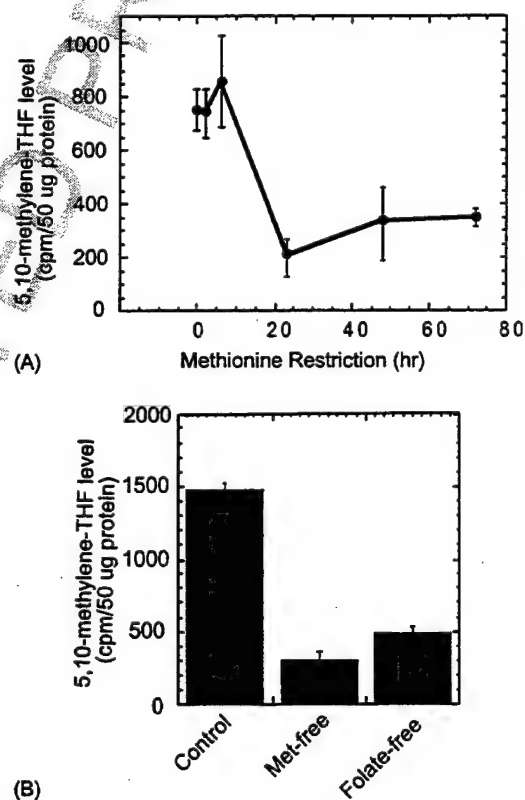 1000
800
600
400
200
0
5,10-methylene-THF level
(cpm/50 ug protein)
0 20 40 60 80
Methionine Restriction (hr)
(A)
2000
1500
1000
500
0
5,10-methylene-THF level
(cpm/50 ug protein)
Control
Met-free
Folate-free
(B)